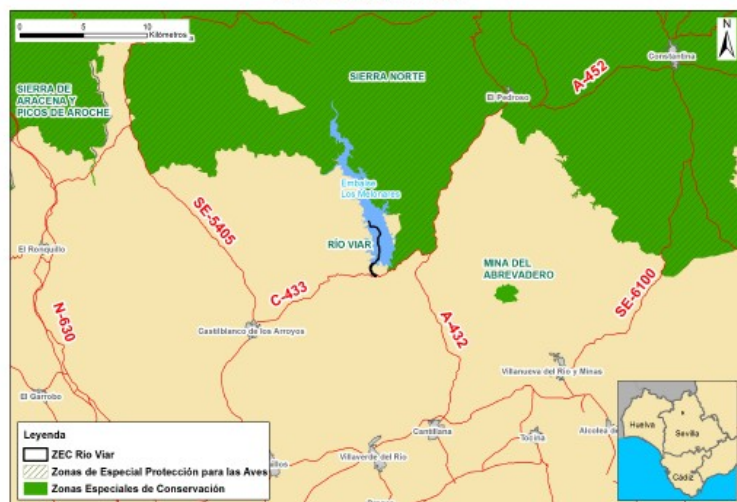 0 5 10
Kilómetros
N
Constantina
SIERRA DE
ARACENA Y
PICOS DE AROCHE
SIERRA NORTE
A-452
El Pedroso
Embalse
Los Melonares
SE-5405
RÍO VIAR
El Ronquillo
MINA DEL
ABREVADERO
C-433
SE-6100
N-630
A-432
Castilblanco de los Arroyos
Villanueva del Río y Minas
El Garrobo
Cantillana
Tocina
Alcolea del
Villaverde del Río
Huelva
Sevilla
Cádiz
Leyenda
ZEC Río Viar
Zonas de Especial Protección para las Aves
Zonas Especiales de Conservación